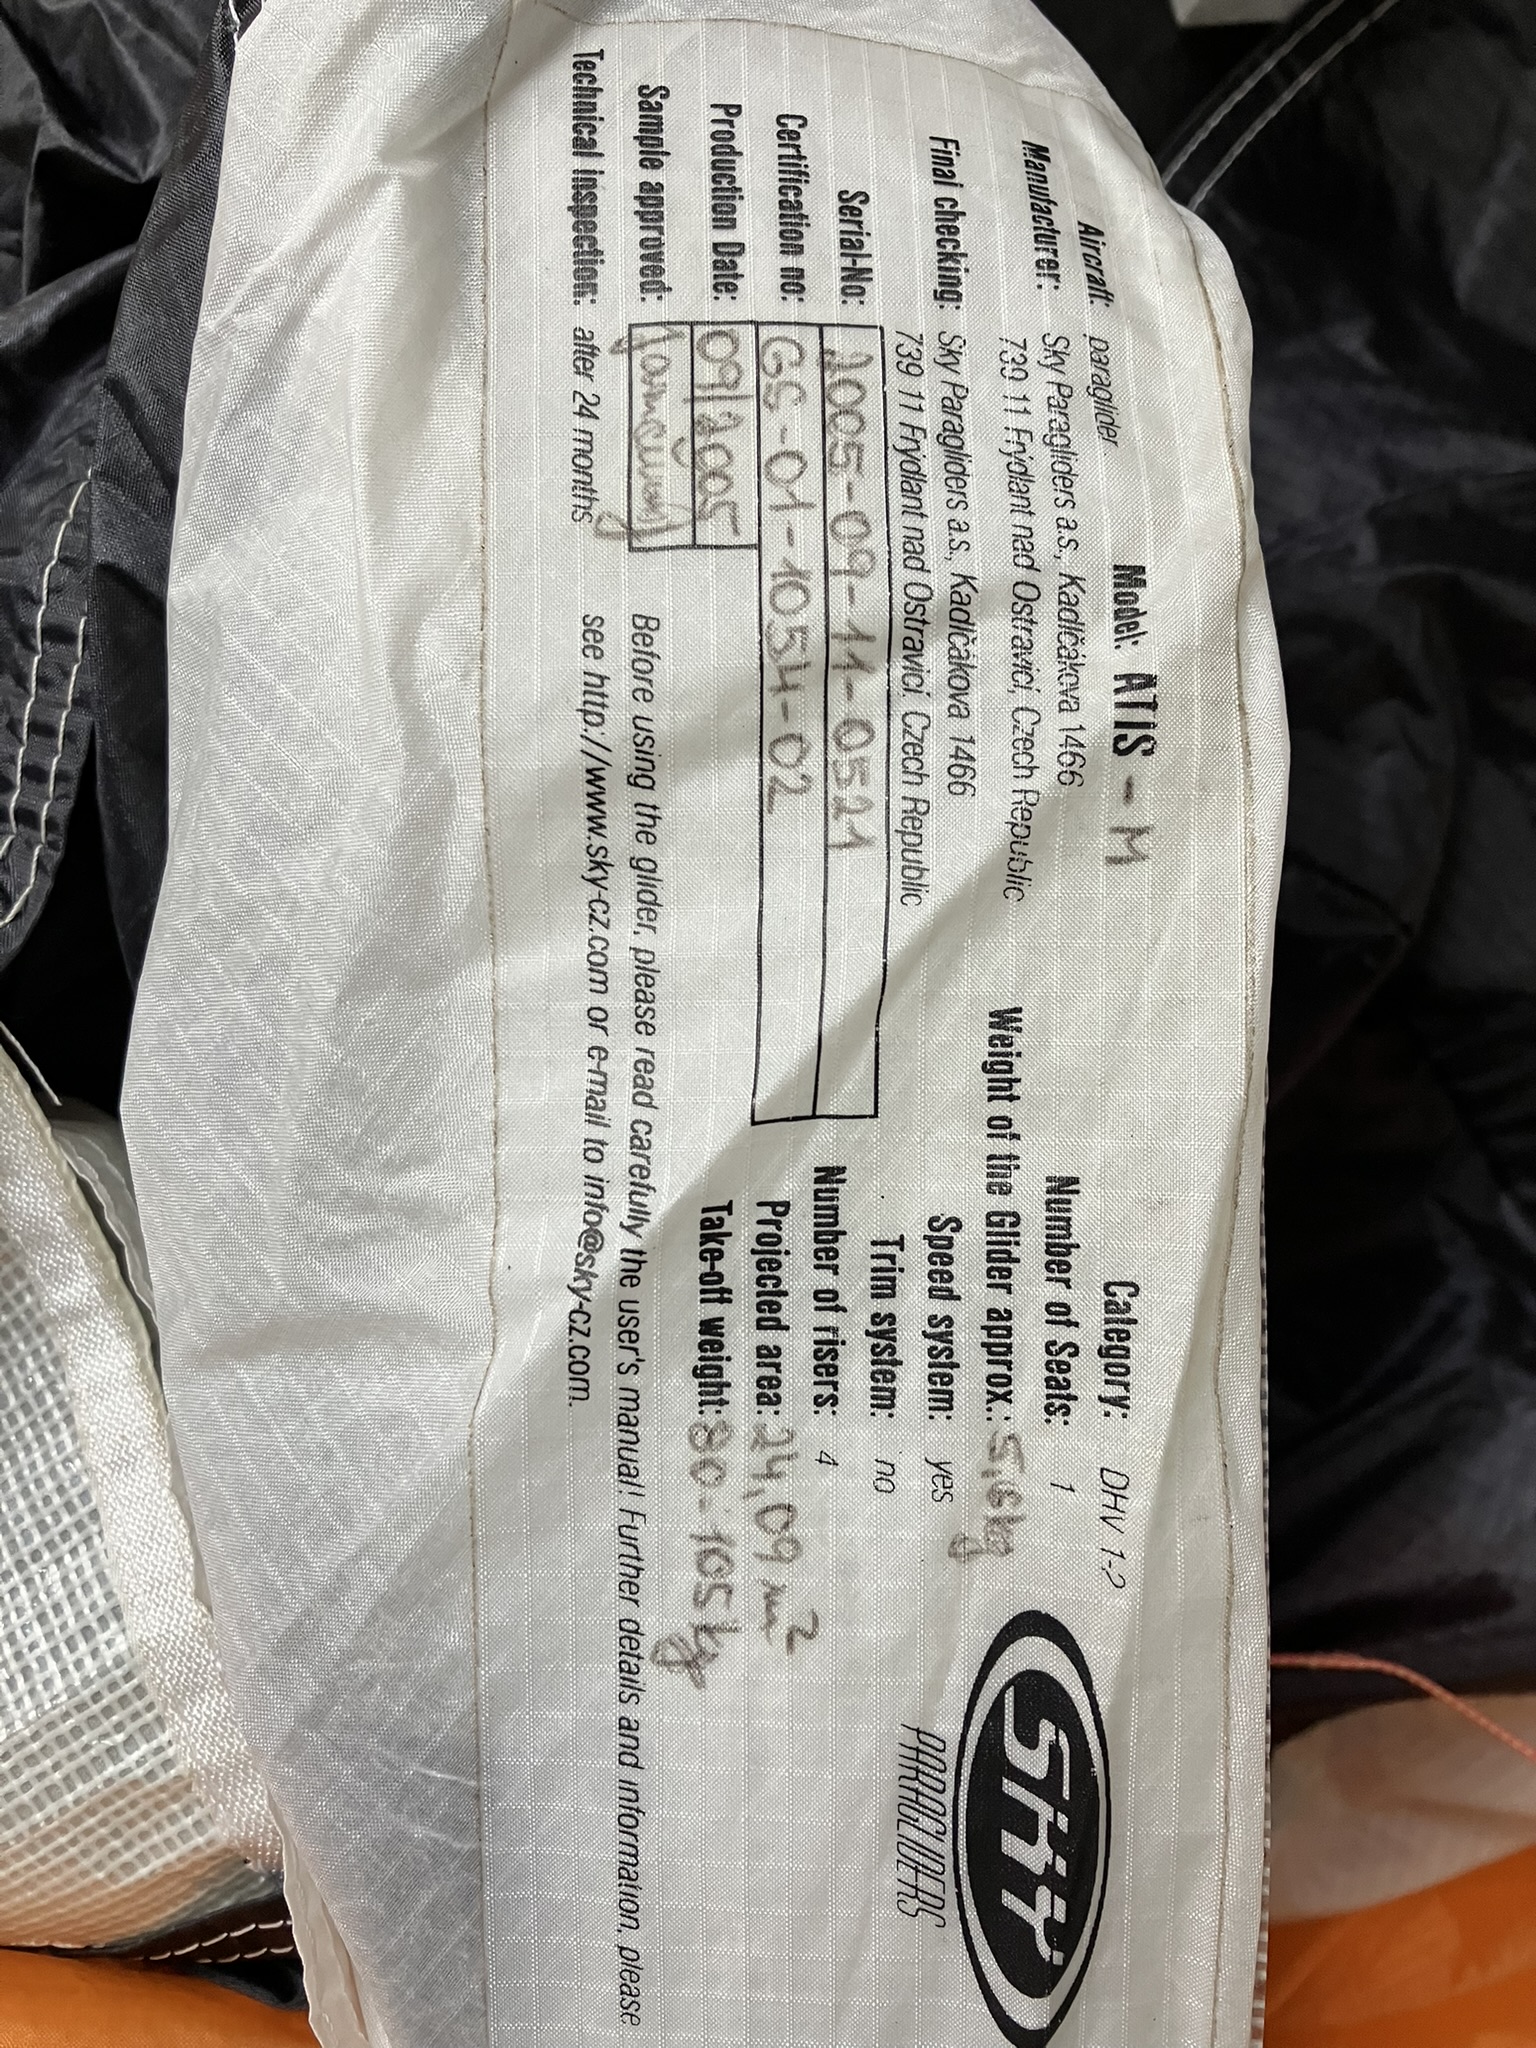 Aircraft: paraglider Model: ATIS - M
Manufacturer: Sky Paragliders a.s., Kadlčákova 1466
739 11 Frýdlant nad Ostravicí, Czech Republic
Final checking: Sky Paragliders a.s., Kadlčákova 1466
739 11 Frýdlant nad Ostravicí, Czech Republic
Serial-No: 2005-09-11-0521
Certification no: GS-01-1054-02
Production Date: 09/2005
Sample approved:
Technical inspection: after 24 months
Category: DHV 1-2
Number of Seats: 1
Weight of the Glider approx.: 5,6 kg
Speed system: yes
Trim system: no
Number of risers: 4
Projected area: 24,09 m²
Take-off weight: 80-105 kg
SKY
PARAGLIDERS
Before using the glider, please read carefully the user's manual! Further details and information, please
see http://www.sky-cz.com or e-mail to info@sky-cz.com.